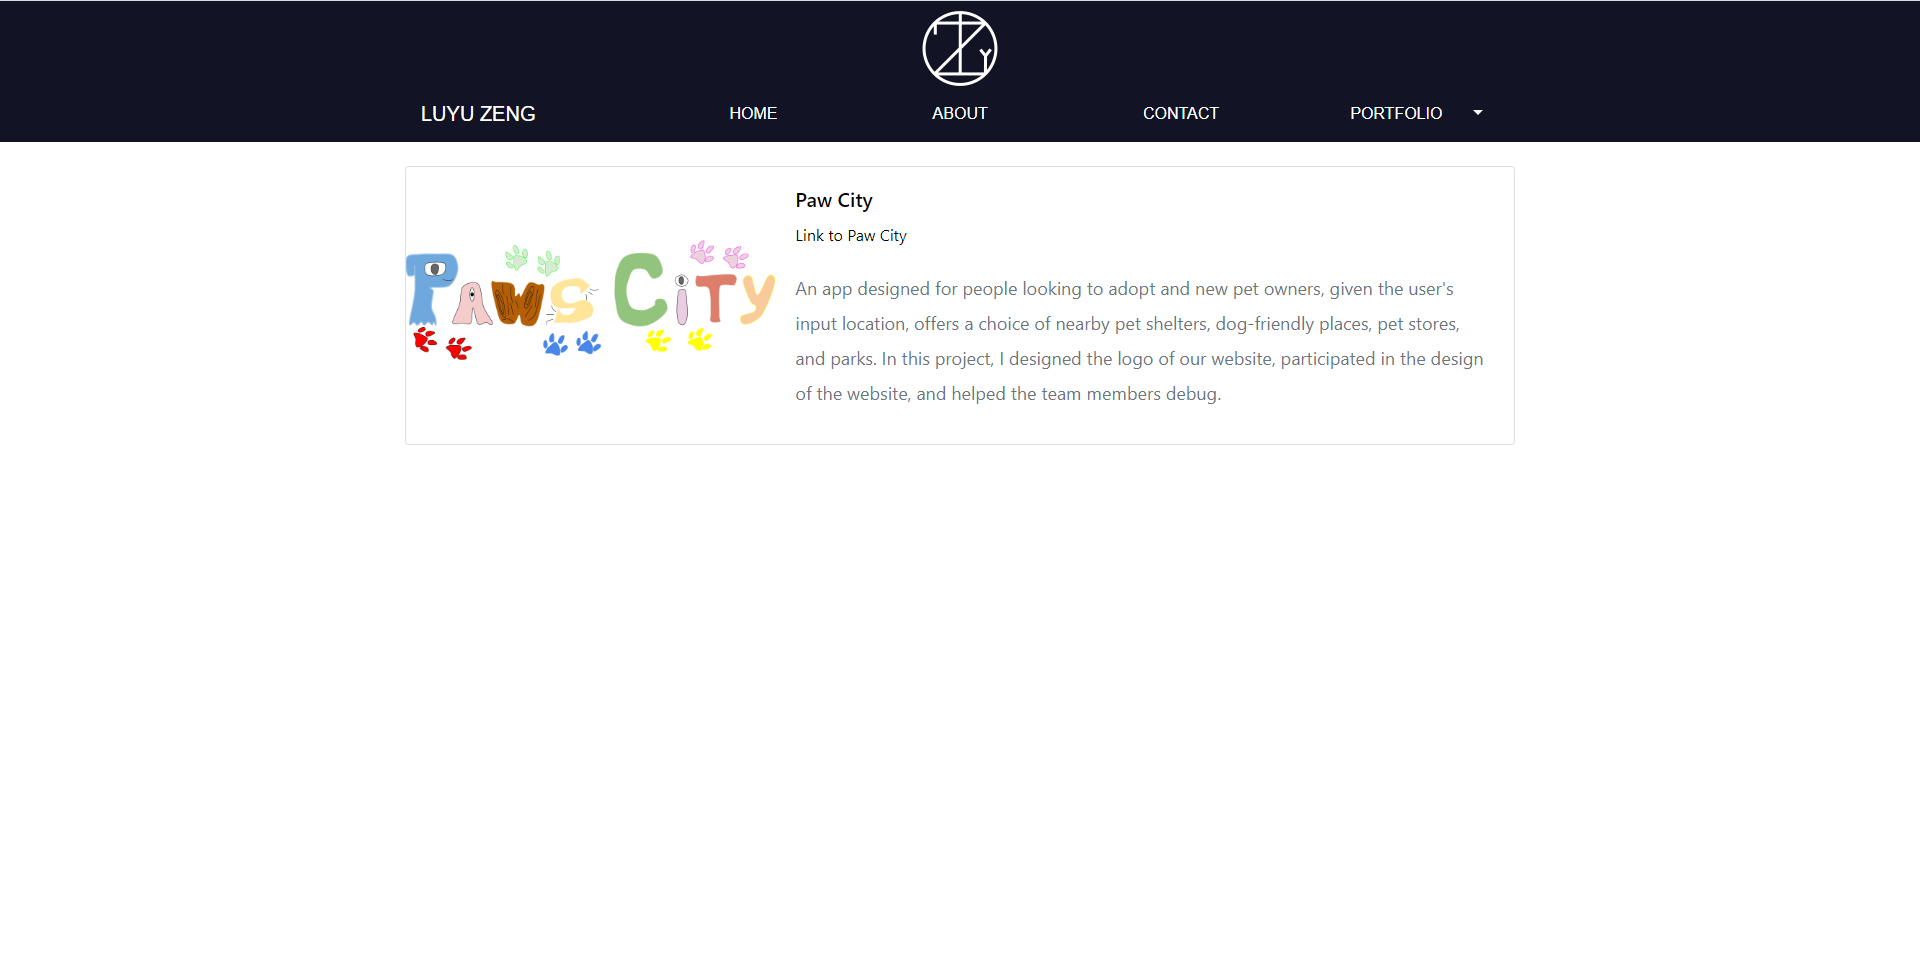 LUYU ZENG
HOME
ABOUT
CONTACT
PORTFOLIO
Paws City
Paw City
Link to Paw City
An app designed for people looking to adopt and new pet owners, given the user's
input location, offers a choice of nearby pet shelters, dog-friendly places, pet stores,
and parks. In this project, I designed the logo of our website, participated in the design
of the website, and helped the team members debug.